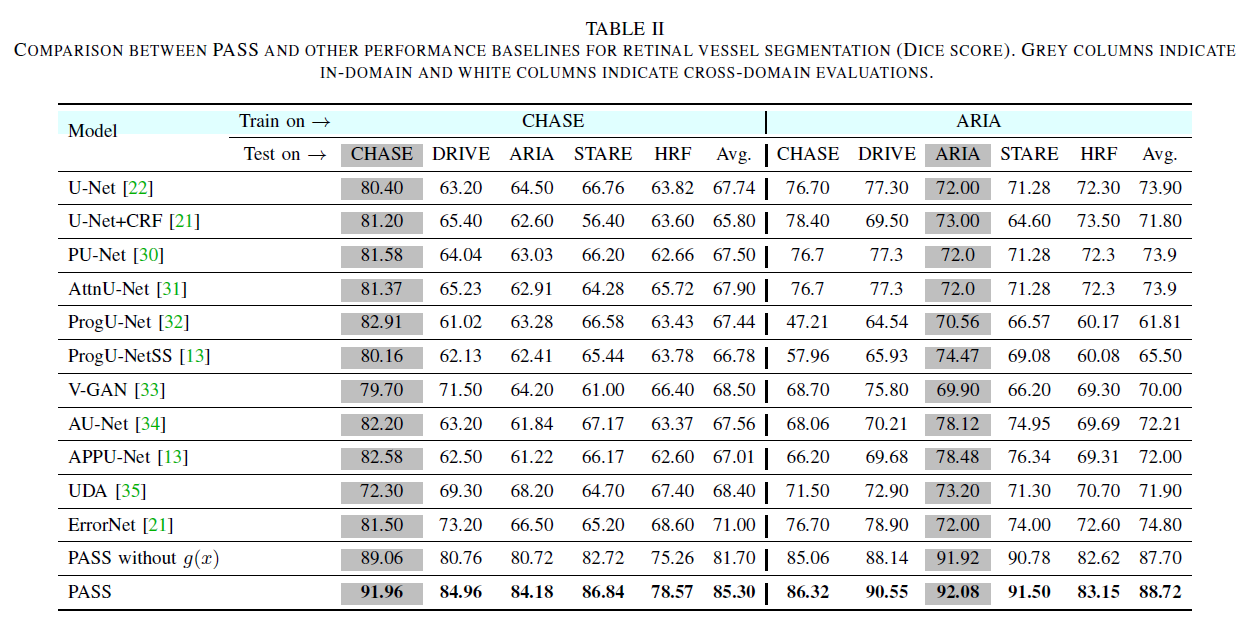 TABLE II
COMPARISON BETWEEN PASS AND OTHER PERFORMANCE BASELINES FOR RETINAL VESSEL SEGMENTATION (DICE SCORE). GREY COLUMNS INDICATE
IN-DOMAIN AND WHITE COLUMNS INDICATE CROSS-DOMAIN EVALUATIONS.
Model Train on → CHASE ARIA
Test on → CHASE DRIVE ARIA STARE HRF Avg. CHASE DRIVE ARIA STARE HRF Avg.
U-Net [22] 80.40 63.20 64.50 66.76 63.82 67.74 76.70 77.30 72.00 71.28 72.30 73.90
U-Net+CRF [21] 81.20 65.40 62.60 56.40 63.60 65.80 78.40 69.50 73.00 64.60 73.50 71.80
PU-Net [30] 81.58 64.04 63.03 66.20 62.66 67.50 76.7 77.3 72.0 71.28 72.3 73.9
AttnU-Net [31] 81.37 65.23 62.91 64.28 65.72 67.90 76.7 77.3 72.0 71.28 72.3 73.9
ProgU-Net [32] 82.91 61.02 63.28 66.58 63.43 67.44 47.21 64.54 70.56 66.57 60.17 61.81
ProgU-NetSS [13] 80.16 62.13 62.41 65.44 63.78 66.78 57.96 65.93 74.47 69.08 60.08 65.50
V-GAN [33] 79.70 71.50 64.20 61.00 66.40 68.50 68.70 75.80 69.90 66.20 69.30 70.00
AU-Net [34] 82.20 63.20 61.84 67.17 63.37 67.56 68.06 70.21 78.12 74.95 69.69 72.21
APPU-Net [13] 82.58 62.50 61.22 66.17 62.60 67.01 66.20 69.68 78.48 76.34 69.31 72.00
UDA [35] 72.30 69.30 68.20 64.70 67.40 68.40 71.50 72.90 73.20 71.30 70.70 71.90
ErrorNet [21] 81.50 73.20 66.50 65.20 68.60 71.00 76.70 78.90 72.00 74.00 72.60 74.80
PASS without g(x) 89.06 80.76 80.72 82.72 75.26 81.70 85.06 88.14 91.92 90.78 82.62 87.70
PASS 91.96 84.96 84.18 86.84 78.57 85.30 86.32 90.55 92.08 91.50 83.15 88.72